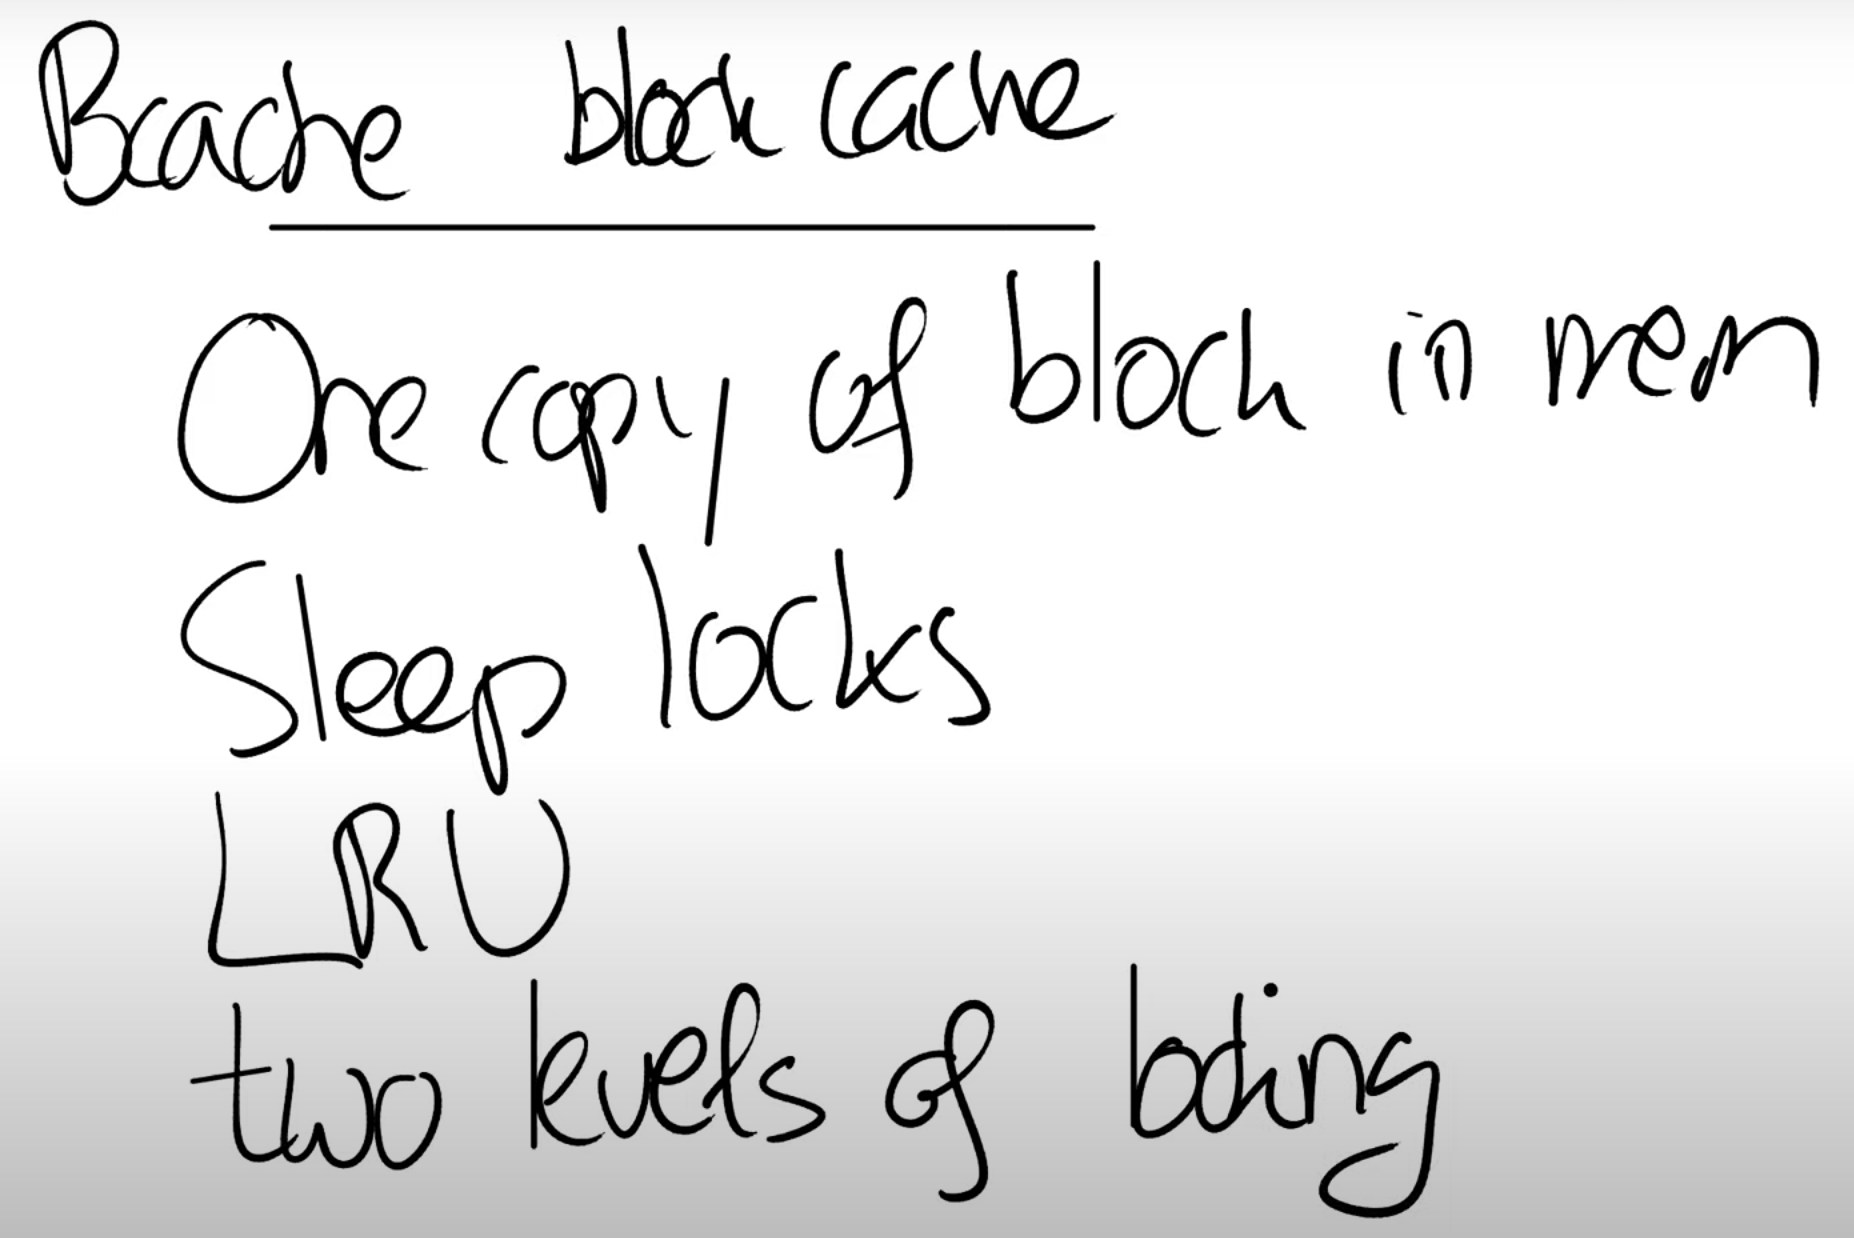 Bcache block cache
One copy of block in mem
Sleep locks
LRU
two levels of locking